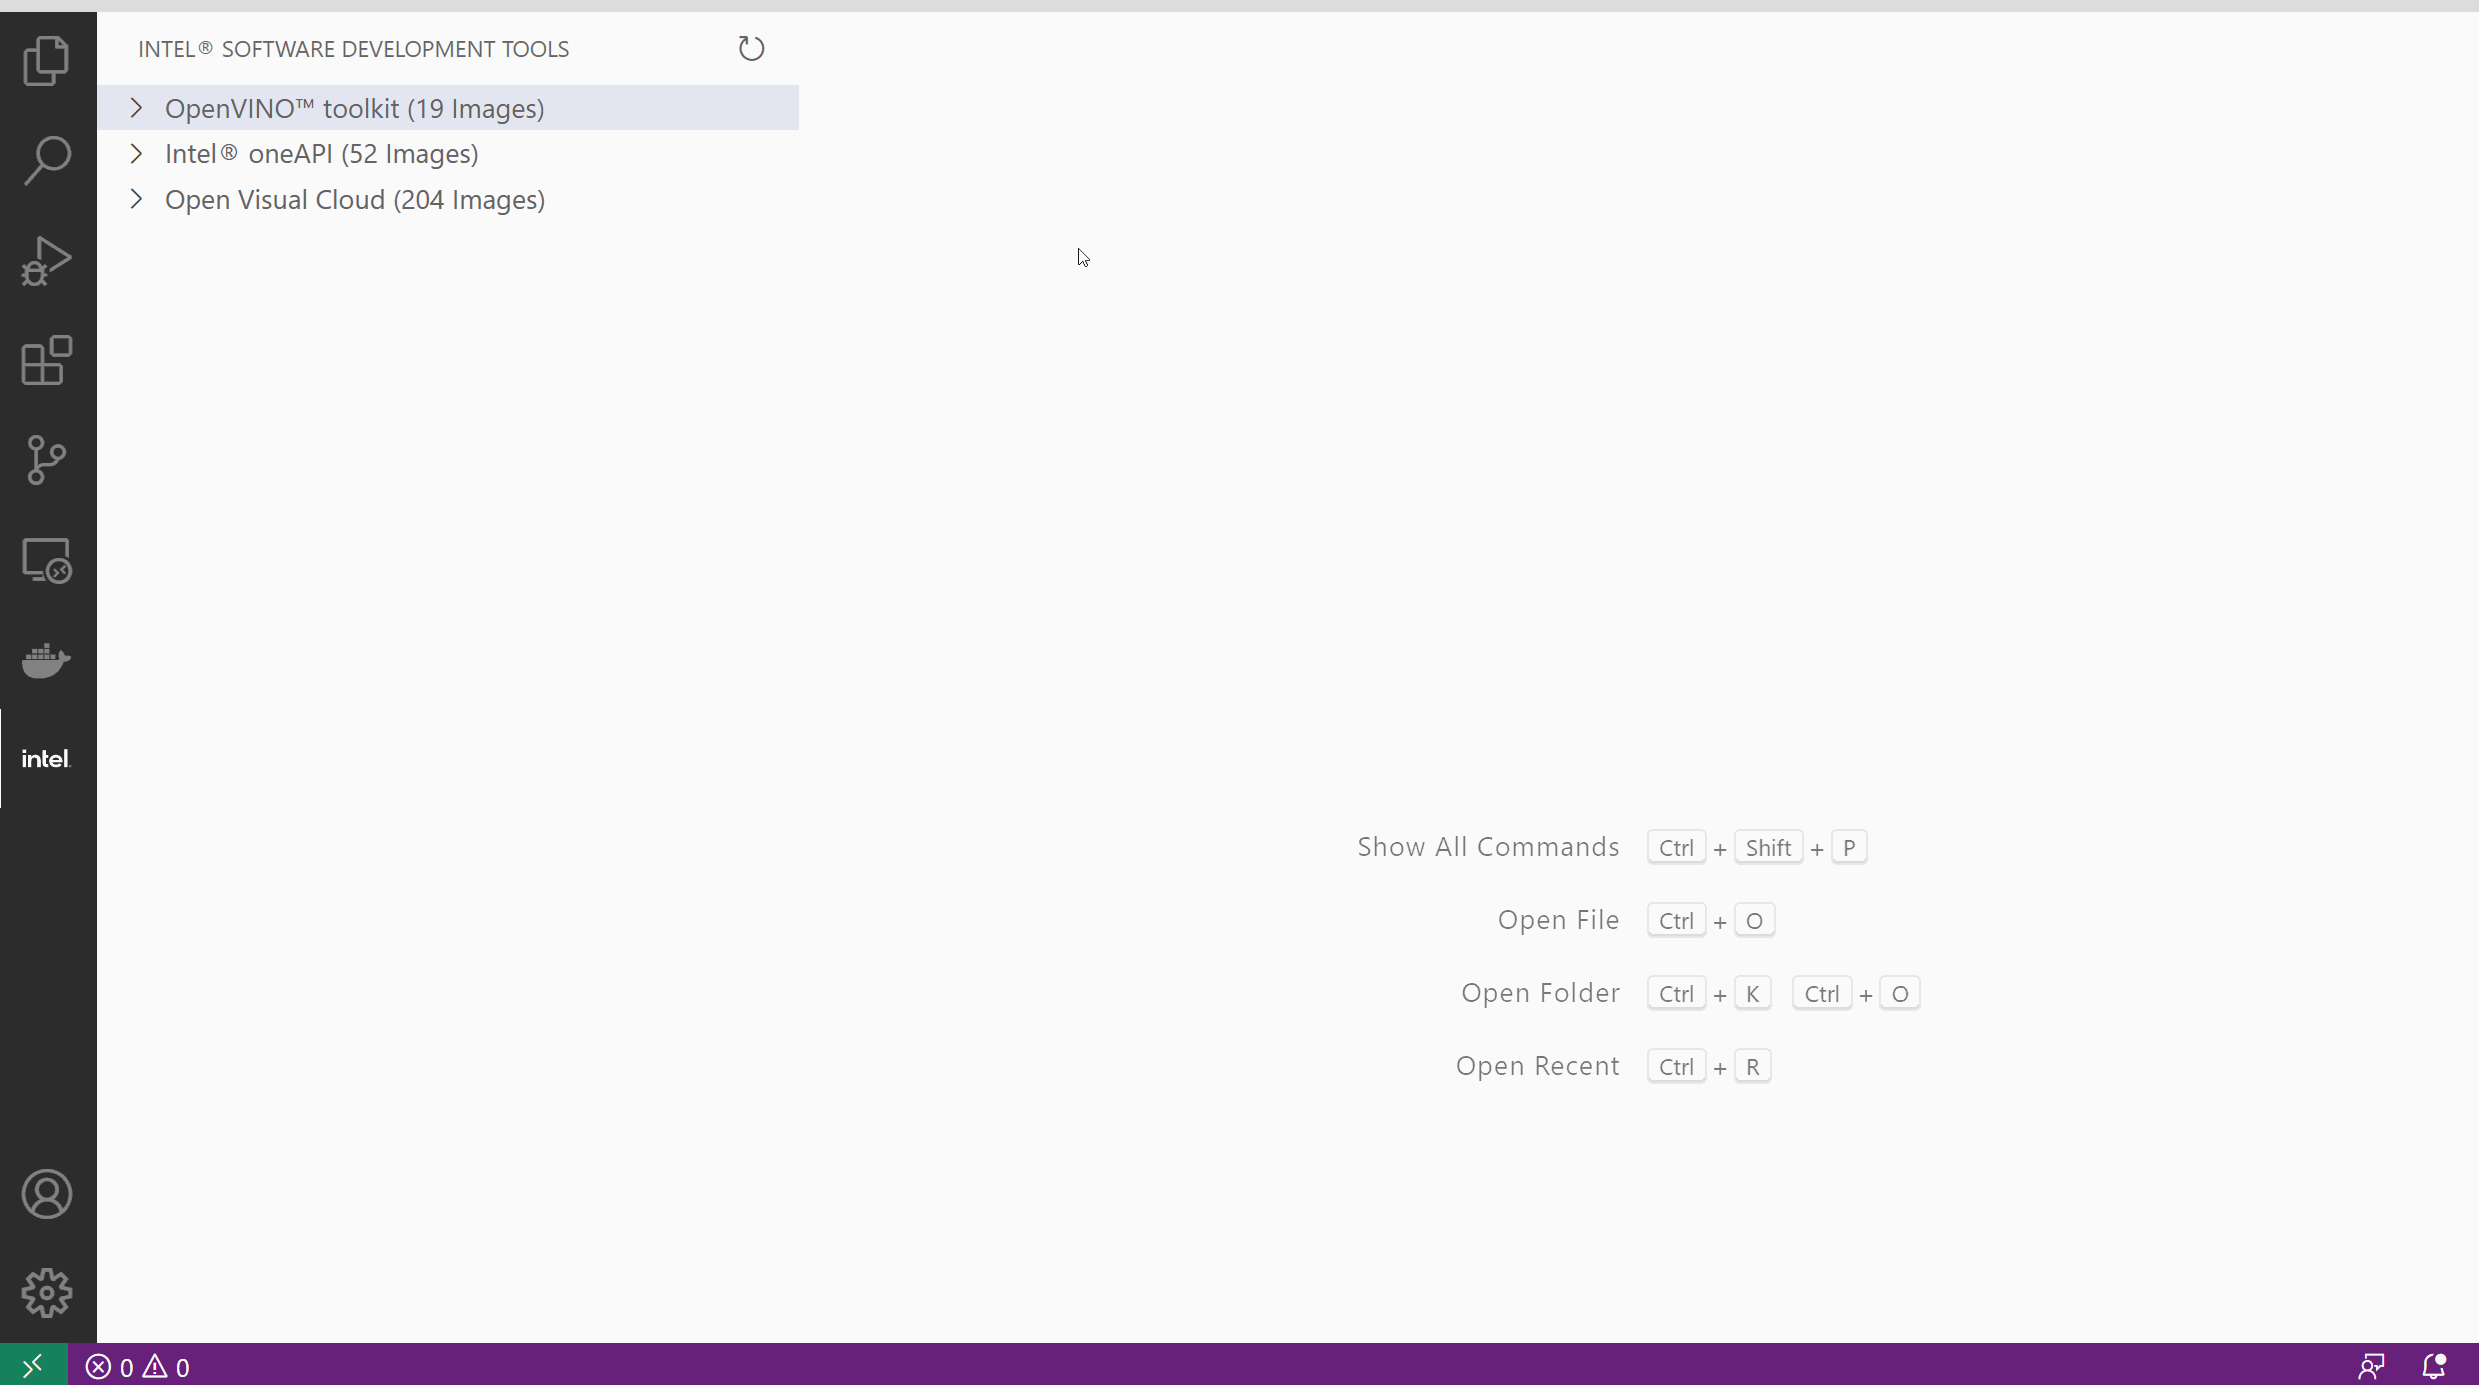 INTEL® SOFTWARE DEVELOPMENT TOOLS
OpenVINO™ toolkit (19 Images)
Intel® oneAPI (52 Images)
Open Visual Cloud (204 Images)
intel.
Show All Commands Ctrl + Shift + P
Open File Ctrl + O
Open Folder Ctrl + K Ctrl + O
Open Recent Ctrl + R
0 0